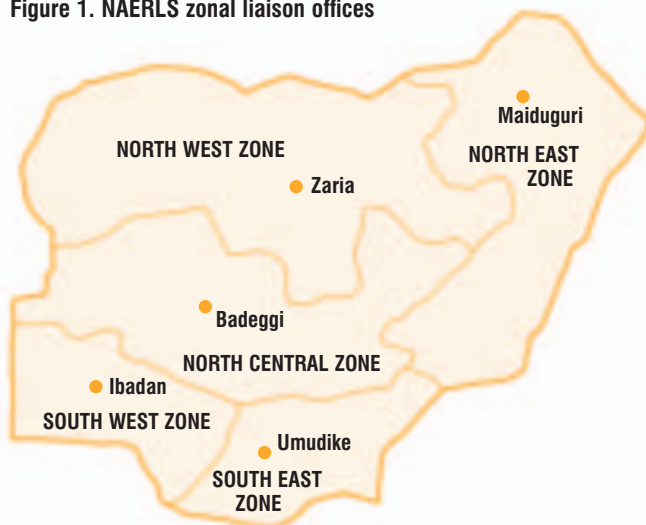 Figure 1. NAERLS zonal liaison offices
Maiduguri
NORTH WEST ZONE
NORTH EAST
ZONE
Zaria
Badeggi
NORTH CENTRAL ZONE
Ibadan
SOUTH WEST ZONE
Umudike
SOUTH EAST
ZONE